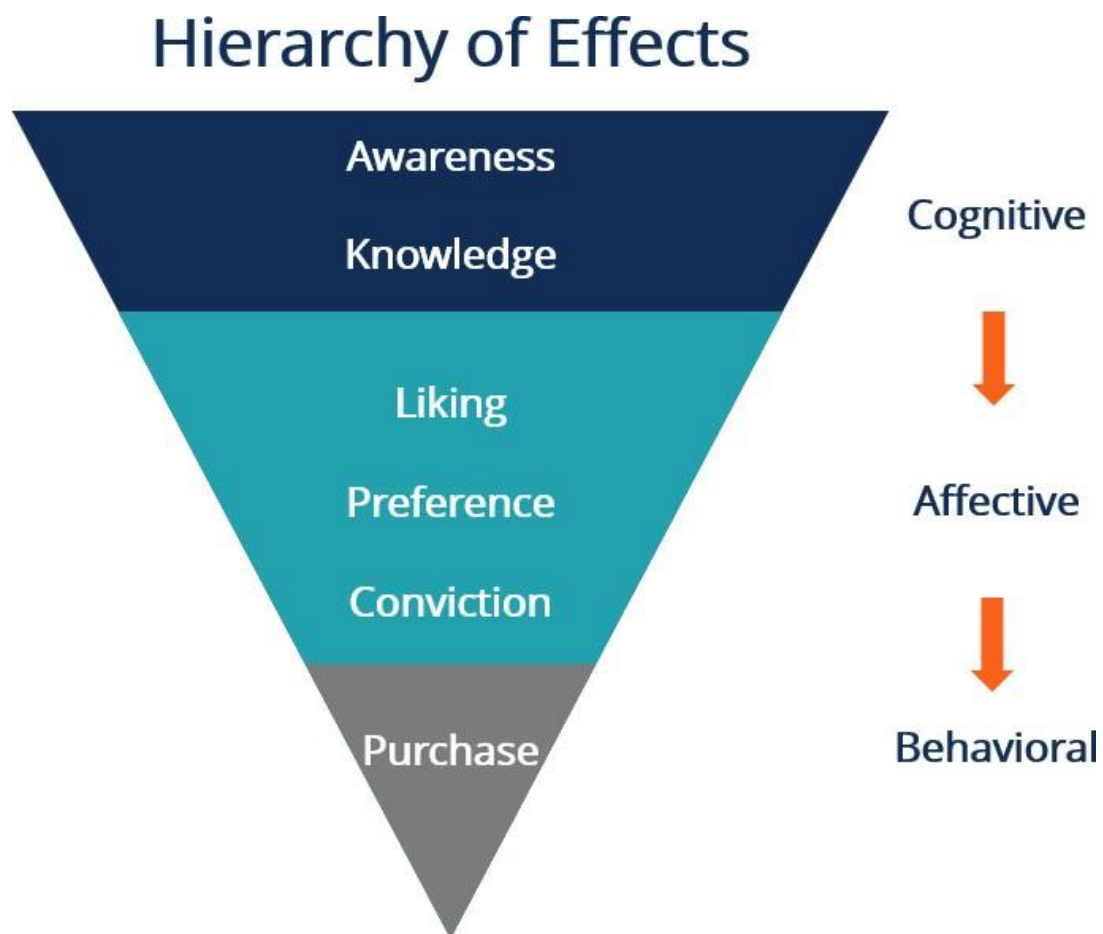 Hierarchy of Effects
Awareness
Knowledge
Cognitive
Liking
Preference
Conviction
Affective
Purchase
Behavioral